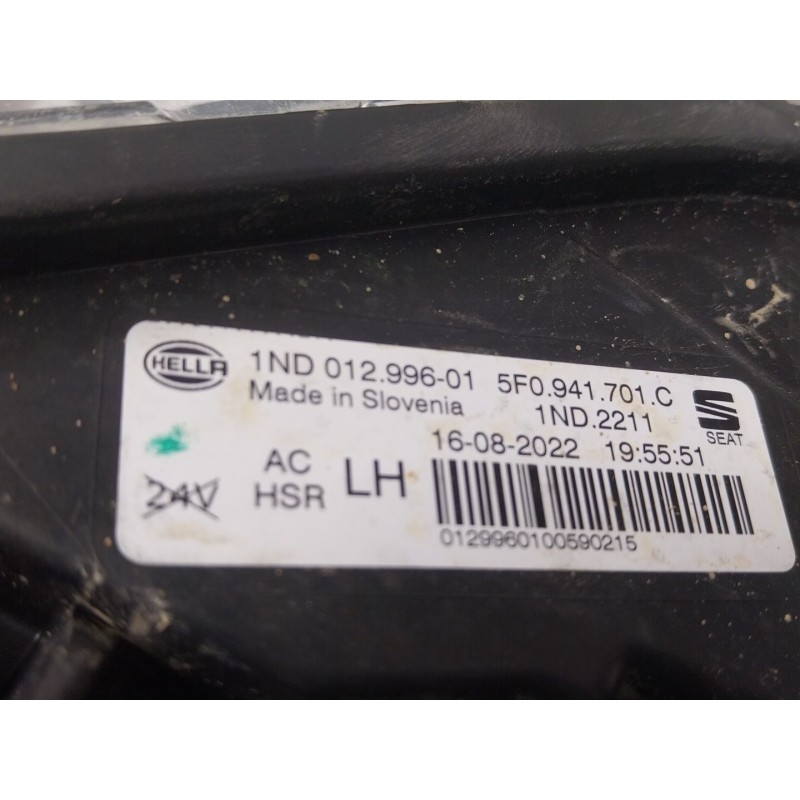 HELLA 1ND 012.996-01 5F0.941.701.C
Made in Slovenia 1ND.2211
SEAT
16-08-2022 19:55:51
24V AC LH
HSR
0129960100590215